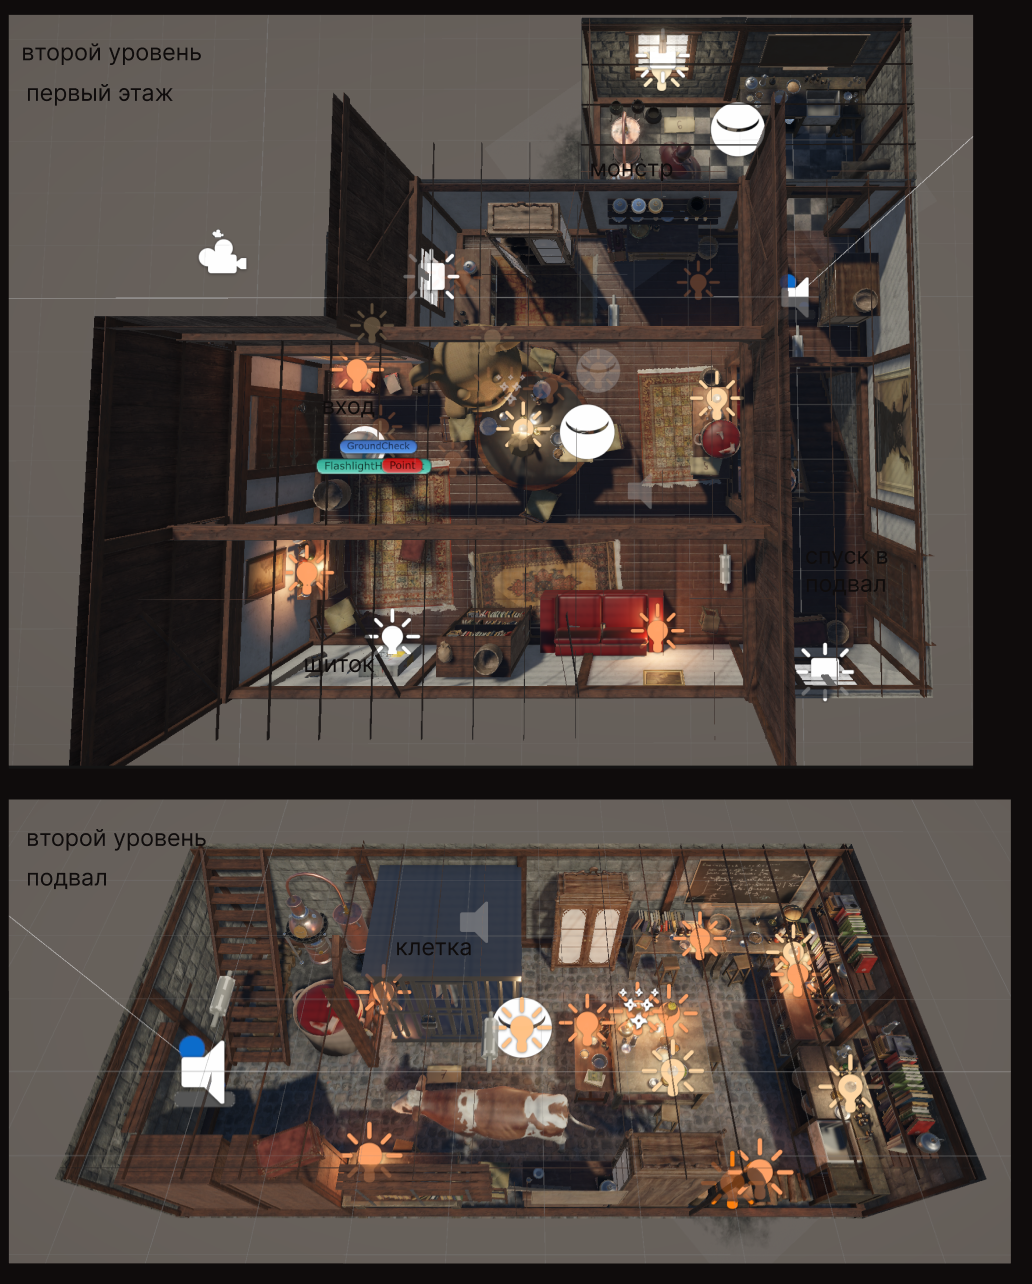 второй уровень
первый этаж
монстр
вход
GroundCheck
FlashlightH
Point
спуск в
подвал
щиток
второй уровень
подвал
клетка